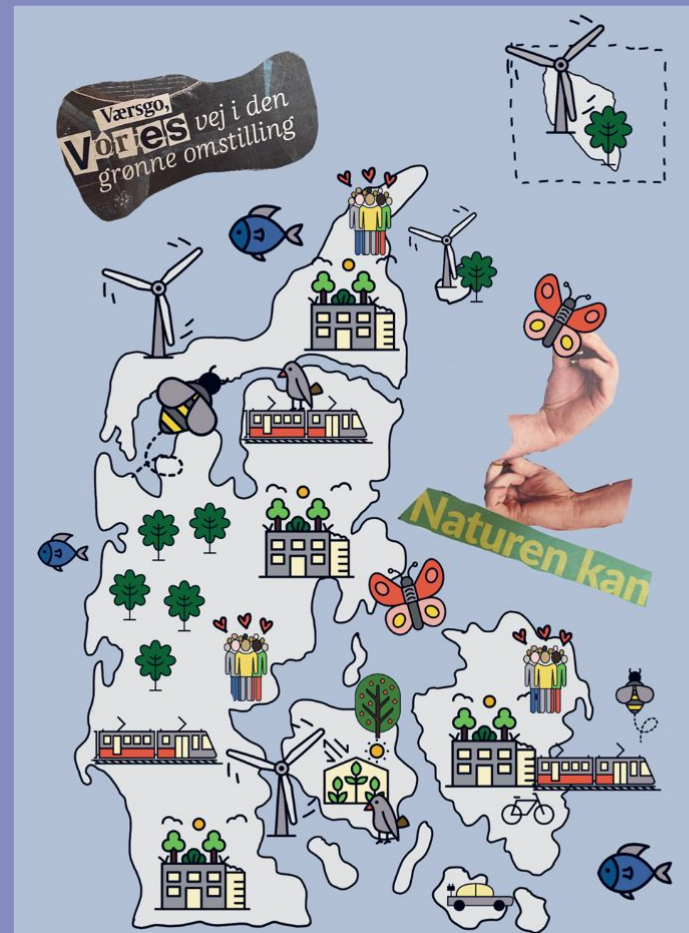 Værsgo,
Vores vej i den
grønne omstilling
Naturen kan